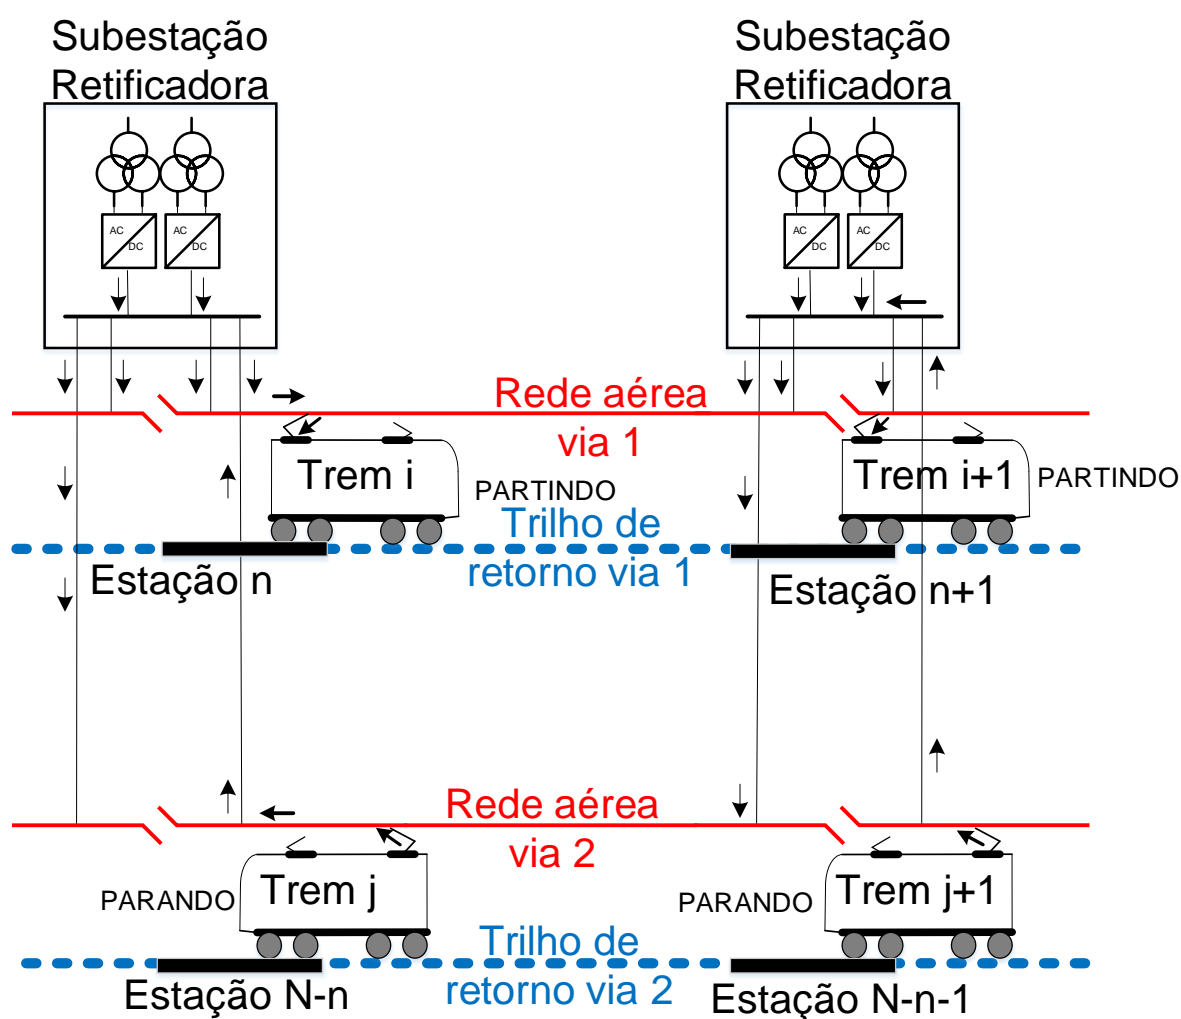 Subestação
Retificadora
Subestação
Retificadora
AC
DC
AC
DC
AC
DC
AC
DC
Rede aérea
via 1
Trem i
PARTINDO
Trem i+1
PARTINDO
Trilho de
retorno via 1
Estação n
Estação n+1
Rede aérea
via 2
PARANDO
Trem j
PARANDO
Trem j+1
Trilho de
retorno via 2
Estação N-n
Estação N-n-1